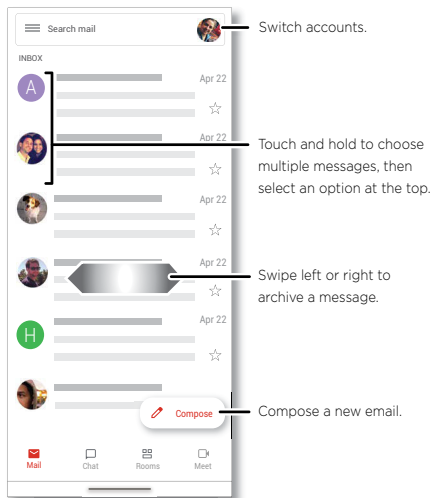 Search mail
Switch accounts.
INBOX
A
Apr 22
Apr 22
Touch and hold to choose
multiple messages, then
select an option at the top.
Apr 22
Apr 22
Swipe left or right to
archive a message.
H
Apr 22
Compose
Compose a new email.
Mail
Chat
Rooms
Meet